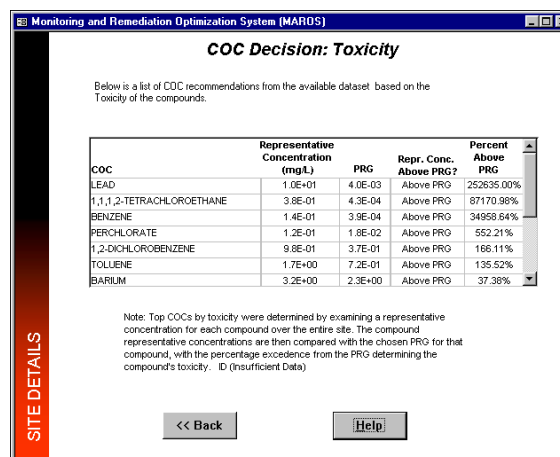 Monitoring and Remediation Optimization System (MAROS)
COC Decision: Toxicity
Below is a list of COC recommendations from the available dataset based on the
Toxicity of the compounds.
COC Representative Concentration (mg/L) PRG Repr. Conc. Above PRG? Percent Above PRG
LEAD 1.0E+01 4.0E-03 Above PRG 252635.00%
1,1,1,2-TETRACHLOROETHANE 3.8E-01 4.3E-04 Above PRG 87170.98%
BENZENE 1.4E-01 3.9E-04 Above PRG 34958.64%
PERCHLORATE 1.2E-01 1.8E-02 Above PRG 552.21%
1,2-DICHLOROBENZENE 9.8E-01 3.7E-01 Above PRG 166.11%
TOLUENE 1.7E+00 7.2E-01 Above PRG 135.52%
BARIUM 3.2E+00 2.3E+00 Above PRG 37.38%
Note: Top COCs by toxicity were determined by examining a representative
concentration for each compound over the entire site. The compound
representative concentrations are then compared with the chosen PRG for that
compound, with the percentage excedence from the PRG determining the
compound's toxicity. ID (Insufficient Data)
SITE DETAILS
<< Back
Help